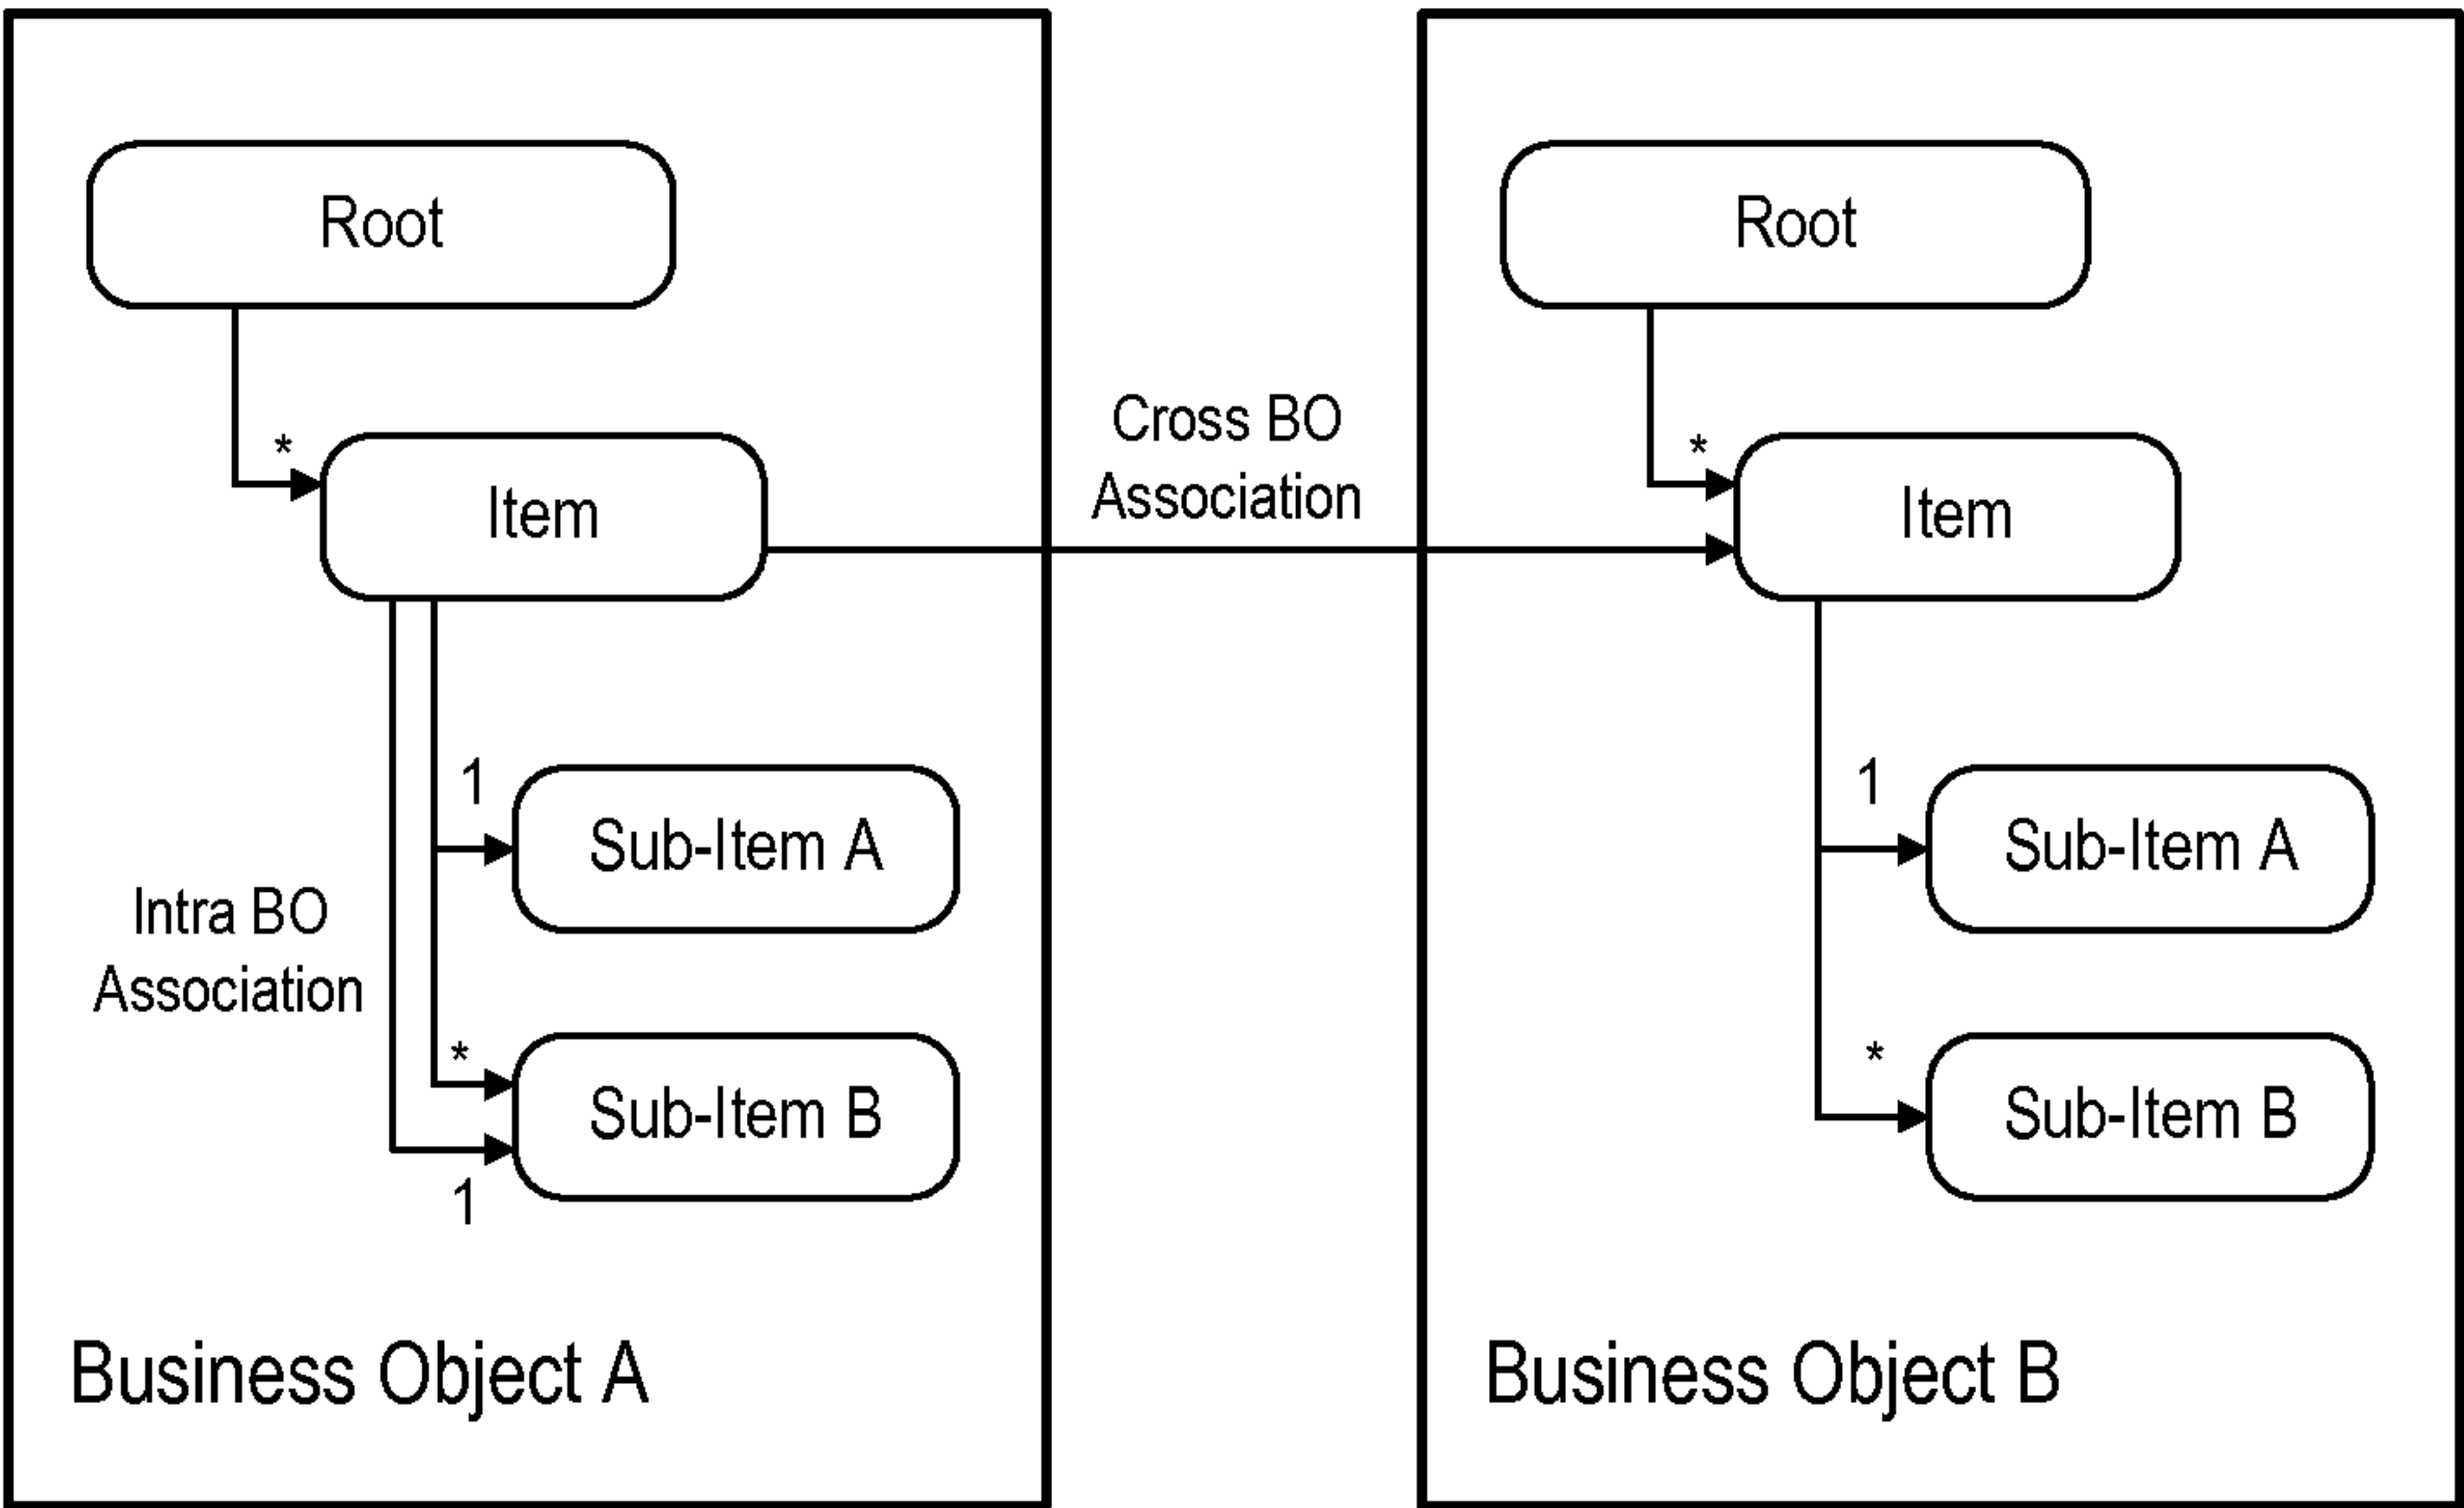 Root
*
Item
Intra BO
Association
1
Sub-Item A
*
Sub-Item B
1
Business Object A
Cross BO
Association
Root
*
Item
1
Sub-Item A
*
Sub-Item B
Business Object B